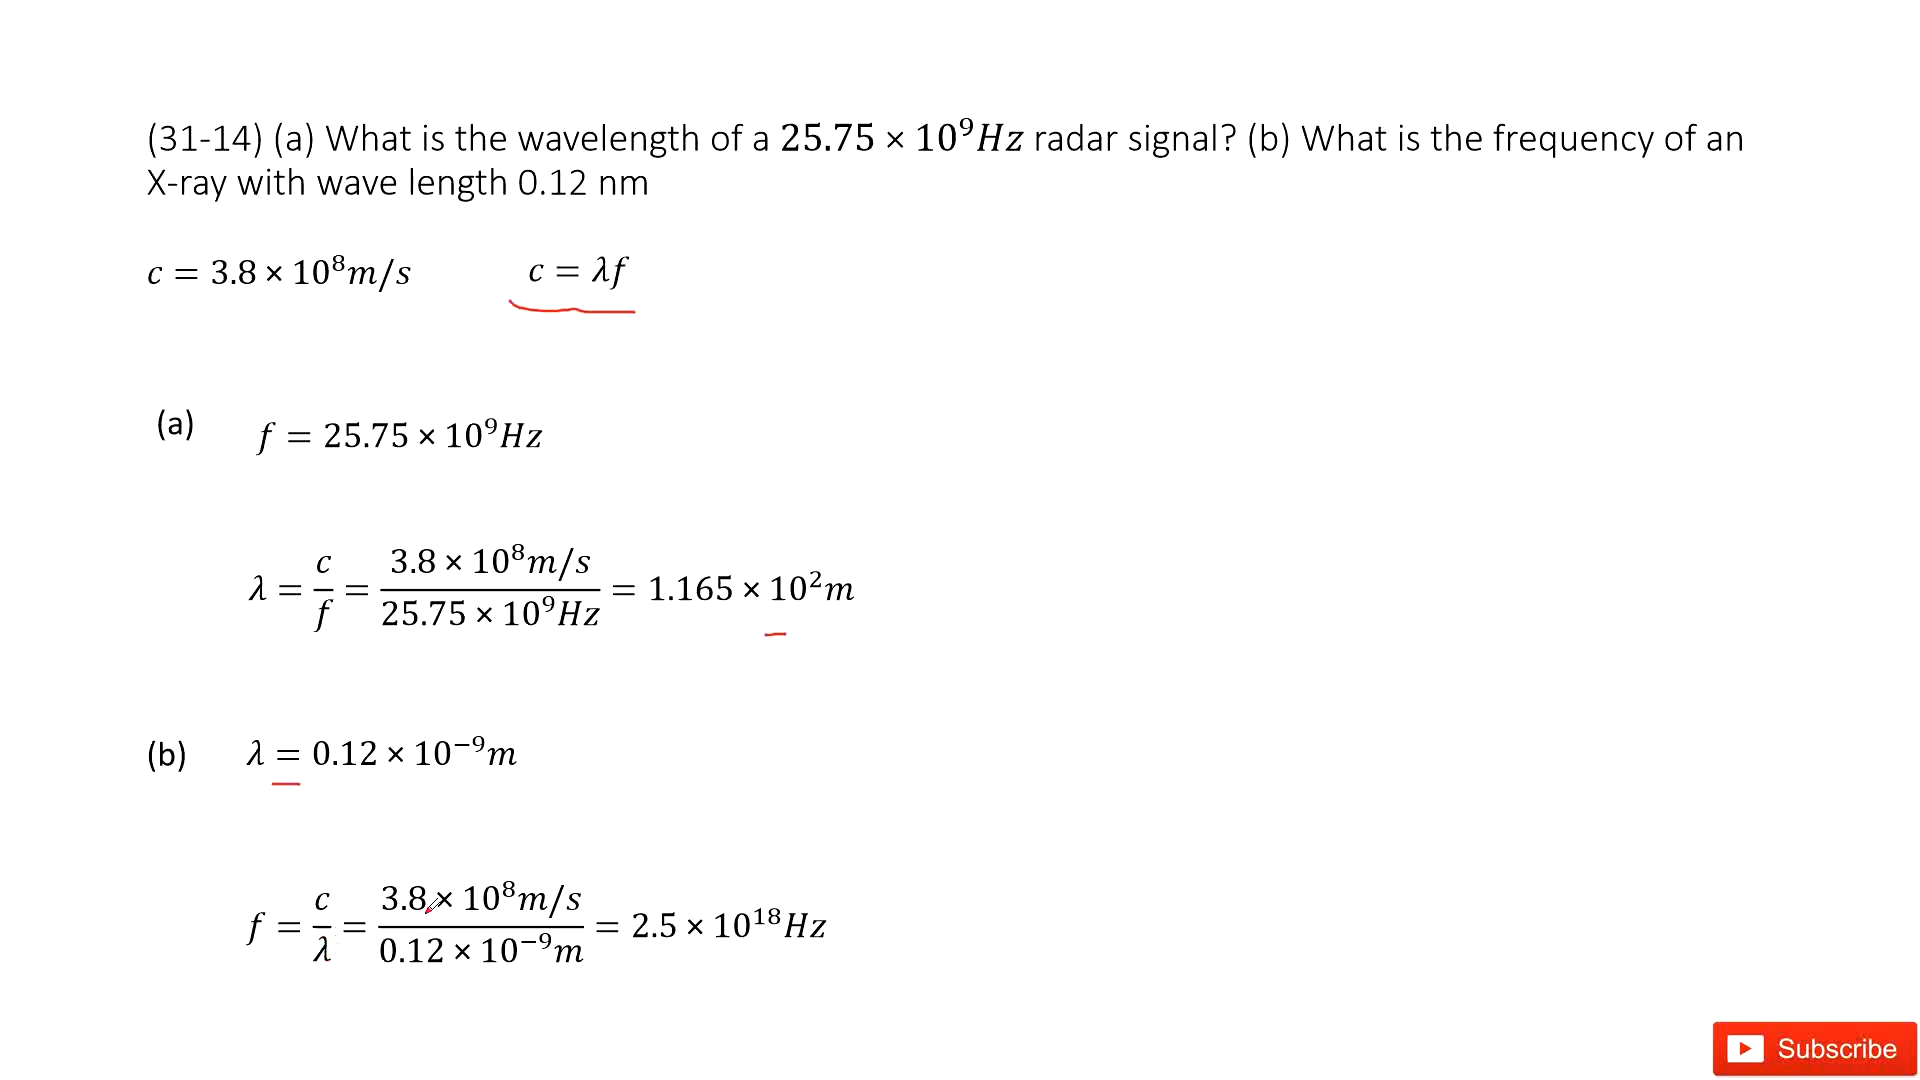 (31-14) (a) What is the wavelength of a 25.75 × 10⁹Hz radar signal? (b) What is the frequency of an
X-ray with wave length 0.12 nm
c = 3.8 × 10⁸m/s
c = λf
(a)
f = 25.75 × 10⁹Hz
λ = c/f = 3.8 × 10⁸m/s / 25.75 × 10⁹Hz = 1.165 × 10²m
(b)
λ = 0.12 × 10⁻⁹m
f = c/λ = 3.8 × 10⁸m/s / 0.12 × 10⁻⁹m = 2.5 × 10¹⁸Hz
Subscribe